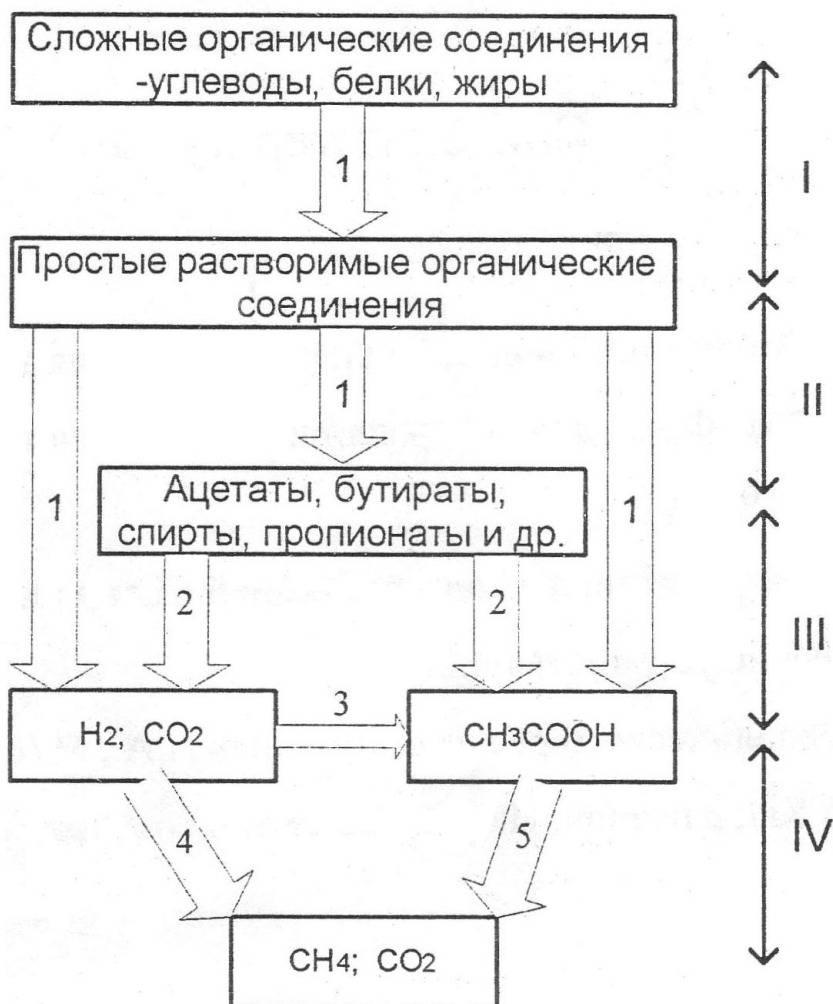 Сложные органические соединения
-углеводы, белки, жиры
1
I
Простые растворимые органические
соединения
1
1
1
II
Ацетаты, бутираты,
спирты, пропионаты и др.
2
2
III
H2; CO2
3
CH3COOH
4
5
IV
CH4; CO2